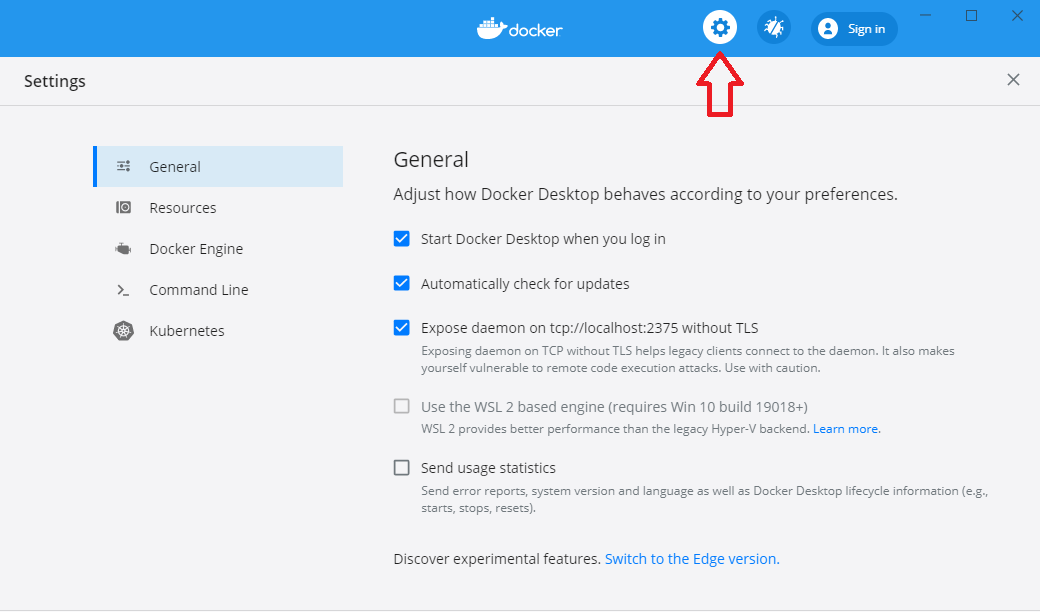 docker
Sign in
Settings
General
Resources
Docker Engine
Command Line
Kubernetes
General
Adjust how Docker Desktop behaves according to your preferences.
Start Docker Desktop when you log in
Automatically check for updates
Expose daemon on tcp://localhost:2375 without TLS
Exposing daemon on TCP without TLS helps legacy clients connect to the daemon. It also makes
yourself vulnerable to remote code execution attacks. Use with caution.
Use the WSL 2 based engine (requires Win 10 build 19018+)
WSL 2 provides better performance than the legacy Hyper-V backend. Learn more.
Send usage statistics
Send error reports, system version and language as well as Docker Desktop lifecycle information (e.g.,
starts, stops, resets).
Discover experimental features. Switch to the Edge version.